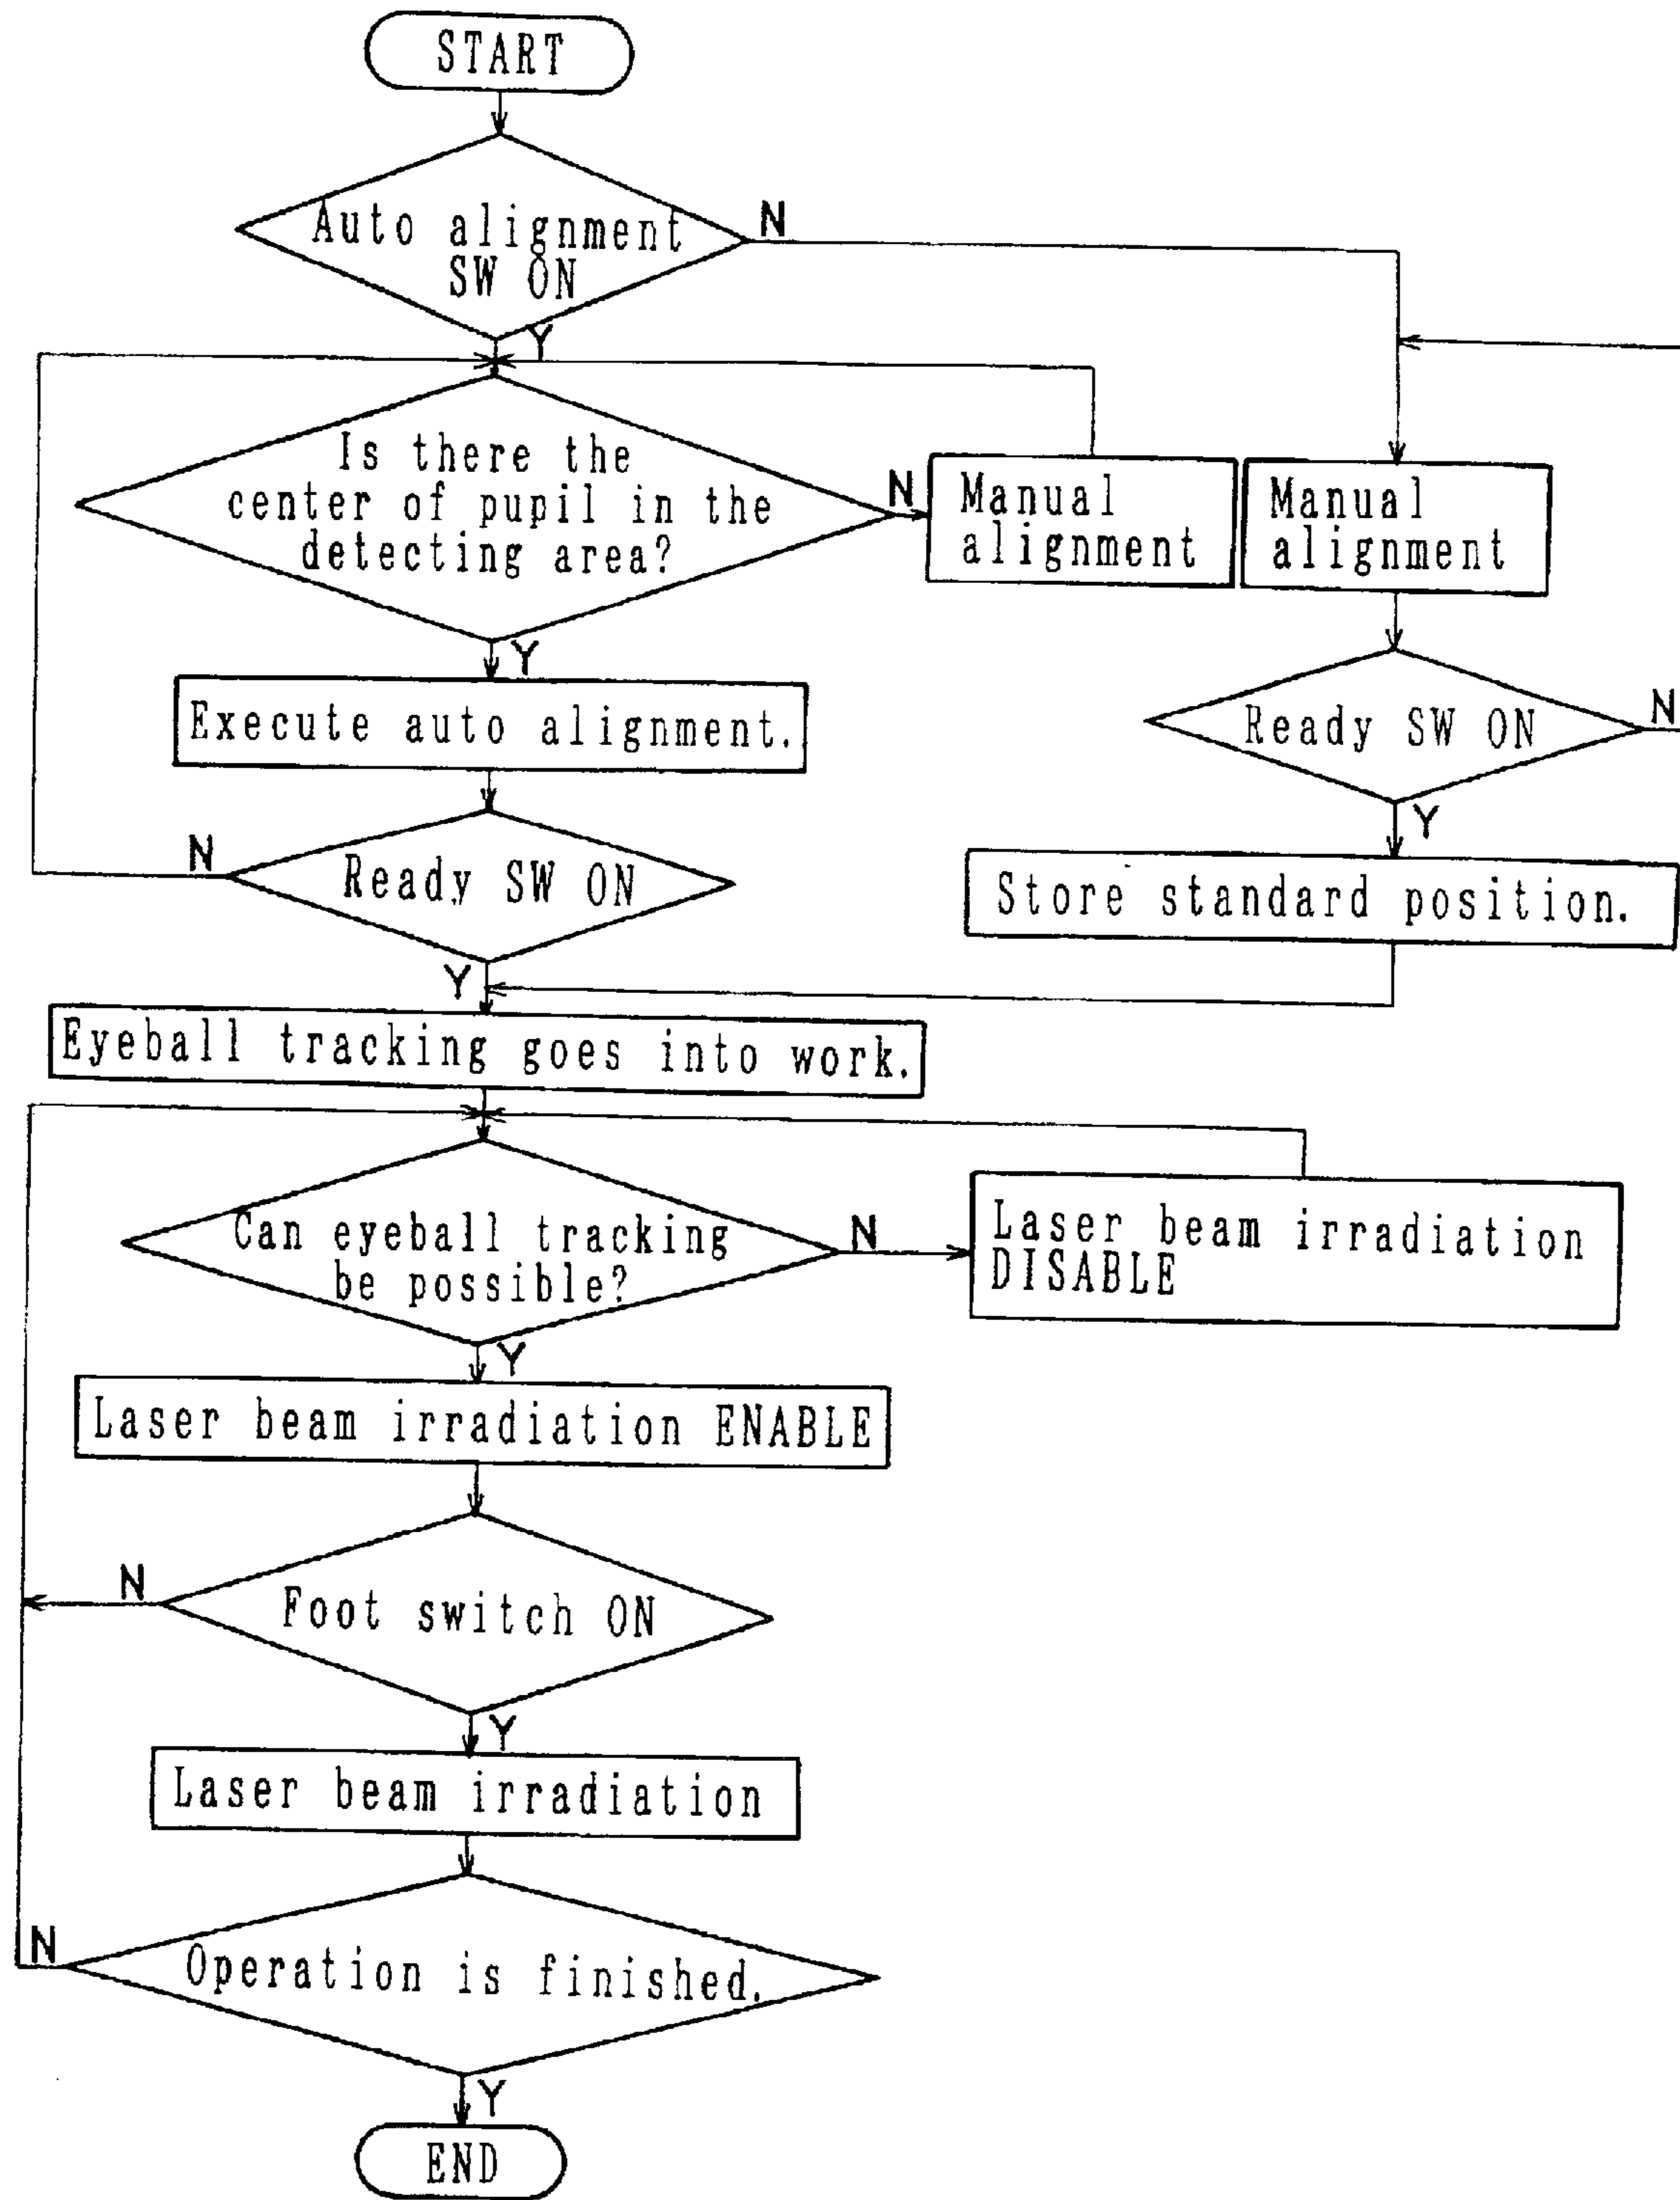 START
Auto alignment
SW ON
N
Y
Is there the
center of pupil in the
detecting area?
N
Manual
alignment
Manual
alignment
Y
Execute auto alignment.
Ready SW ON
N
Y
N
Ready SW ON
Store standard position.
Y
Eyeball tracking goes into work.
Can eyeball tracking
be possible?
N
Laser beam irradiation
DISABLE
Y
Laser beam irradiation ENABLE
N
Foot switch ON
Y
Laser beam irradiation
N
Operation is finished.
Y
END